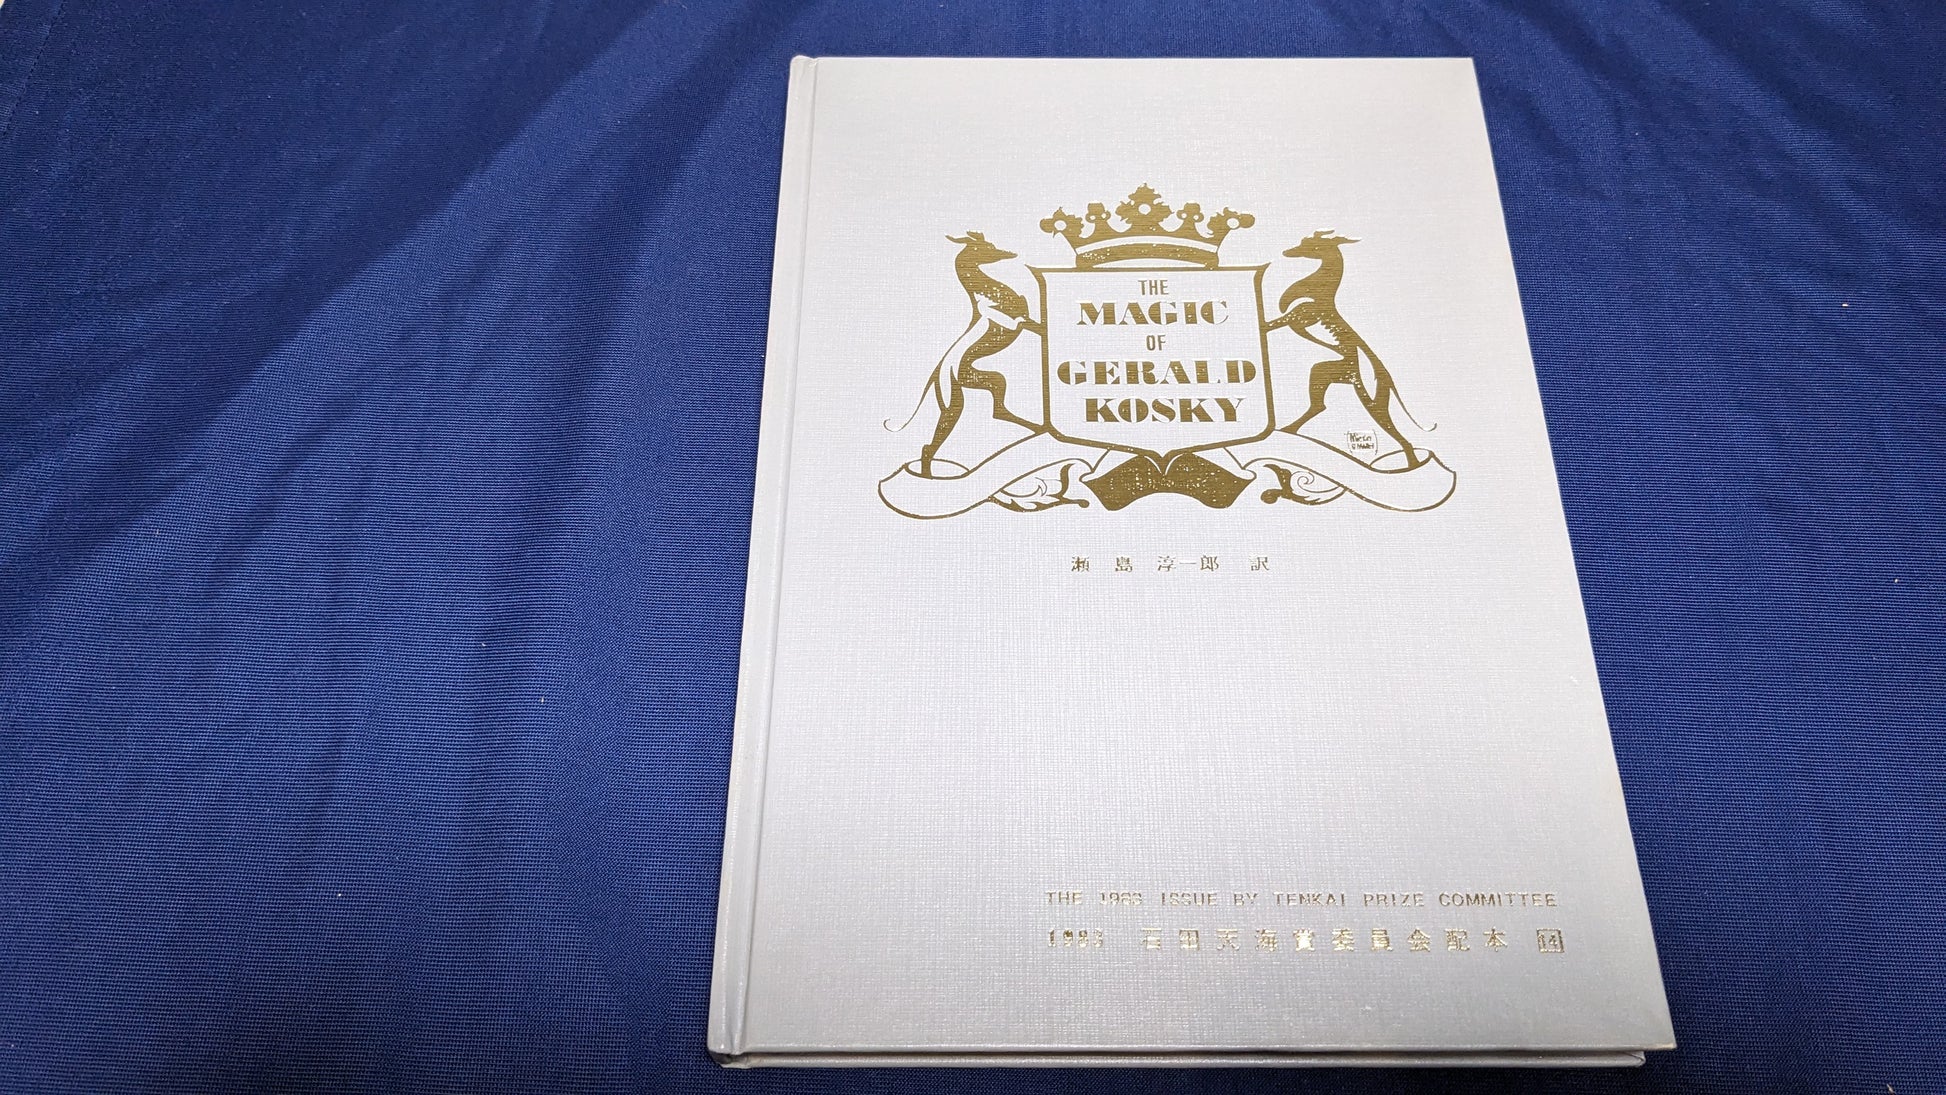 THE
MAGIC
OF
GERALD
KOSKY
瀬島 淳一郎 訳
THE 1983 ISSUE BY TENKAI PRIZE COMMITTEE
1983 石田天海賞委員会配本 14